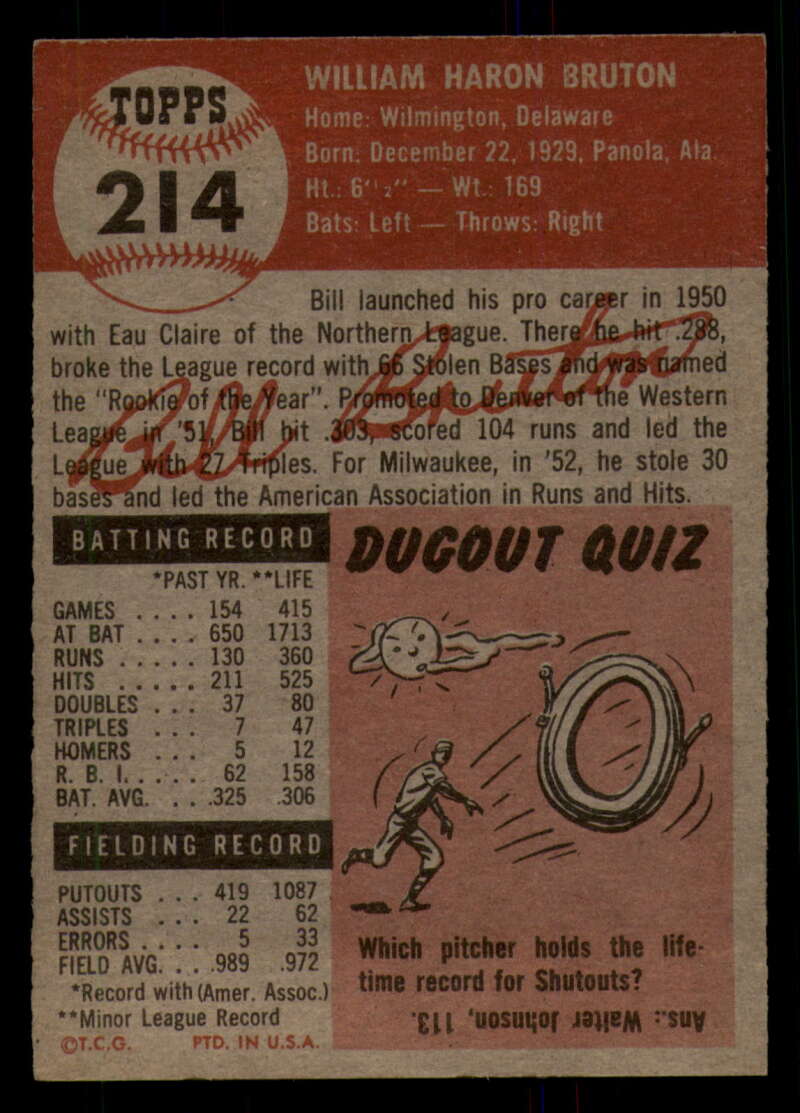 TOPPS
214
WILLIAM HARON BRUTON
Home: Wilmington, Delaware
Born: December 22, 1929, Panola, Ala.
Ht.: 6'½" — Wt.: 169
Bats: Left — Throws: Right
Bill launched his pro career in 1950
with Eau Claire of the Northern League. There he hit .288,
broke the League record with 66 Stolen Bases and was named
the "Rookie of the Year". Promoted to Denver of the Western
League in '51, Bill hit .303, scored 104 runs and led the
League with 27 Triples. For Milwaukee, in '52, he stole 30
bases and led the American Association in Runs and Hits.
Bill Bruton
BATTING RECORD
*PAST YR. **LIFE
GAMES .... 154 415
AT BAT .... 650 1713
RUNS ..... 130 360
HITS ...... 211 525
DOUBLES ... 37 80
TRIPLES ... 7 47
HOMERS ... 5 12
R. B. I. .... 62 158
BAT. AVG. ... .325 .306
FIELDING RECORD
PUTOUTS ... 419 1087
ASSISTS ... 22 62
ERRORS .... 5 33
FIELD AVG. ... .989 .972
*Record with (Amer. Assoc.)
**Minor League Record
©T.C.G. PTD. IN U.S.A.
DUGOUT QUIZ
Which pitcher holds the life-
time record for Shutouts?
Ans.: Walter Johnson, 113.